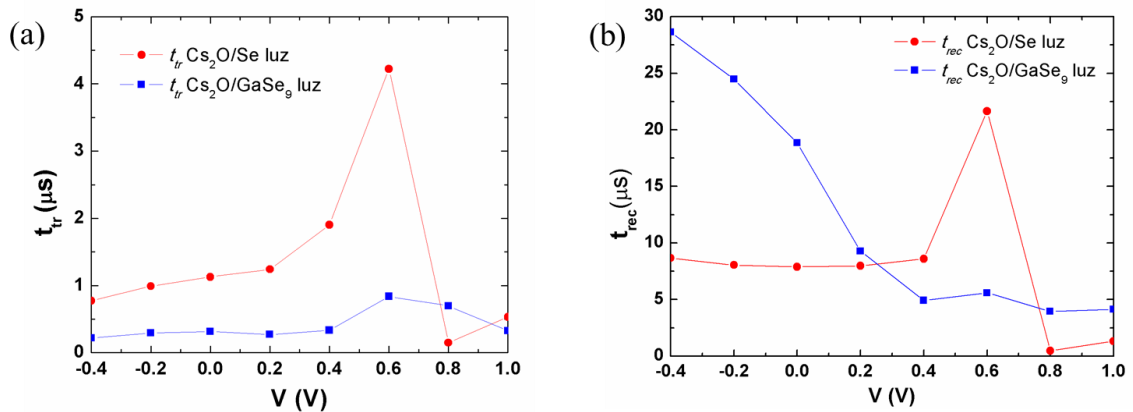 (a)
t_tr Cs₂O/Se luz
t_tr Cs₂O/GaSe₉ luz
t_tr (μs)
5
4
3
2
1
0
-0.4 -0.2 0.0 0.2 0.4 0.6 0.8 1.0
V (V)
(b)
t_rec Cs₂O/Se luz
t_rec Cs₂O/GaSe₉ luz
t_rec (μs)
30
25
20
15
10
5
0
-0.4 -0.2 0.0 0.2 0.4 0.6 0.8 1.0
V (V)